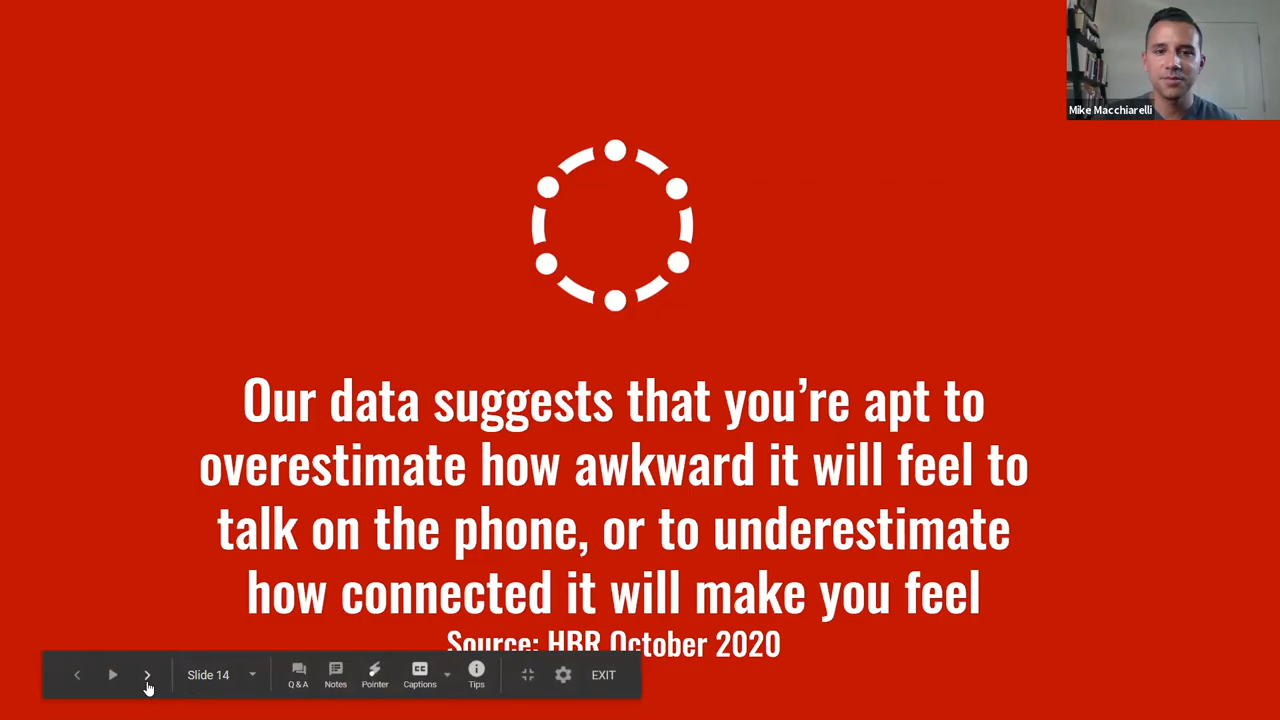 Mike Macchiarelli
Our data suggests that you’re apt to
overestimate how awkward it will feel to
talk on the phone, or to underestimate
how connected it will make you feel
Source: HBR October 2020
Slide 14
Q & A
Notes
Pointer
Captions
Tips
EXIT